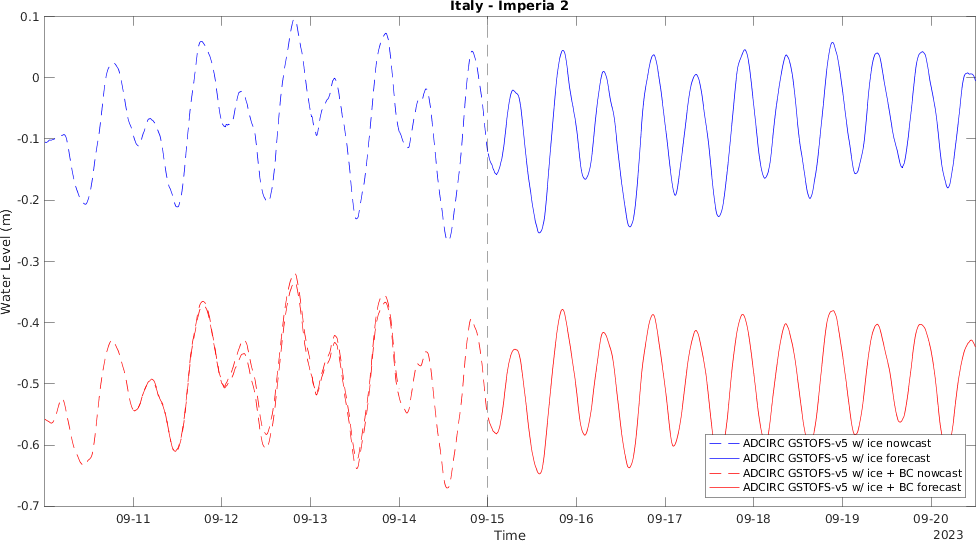 Italy - Imperia 2
0.1
0
-0.1
-0.2
-0.3
-0.4
-0.5
-0.6
-0.7
Water Level (m)
ADCIRC GSTOFS-v5 w/ ice nowcast
ADCIRC GSTOFS-v5 w/ ice forecast
ADCIRC GSTOFS-v5 w/ ice + BC nowcast
ADCIRC GSTOFS-v5 w/ ice + BC forecast
09-11 09-12 09-13 09-14 09-15 09-16 09-17 09-18 09-19 09-20
Time
2023